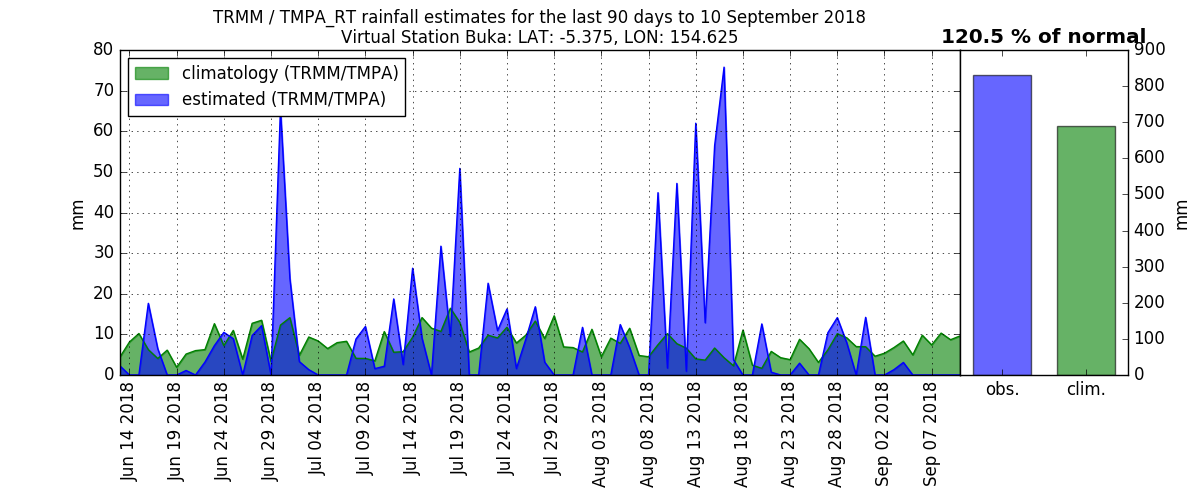 TRMM / TMPA_RT rainfall estimates for the last 90 days to 10 September 2018
Virtual Station Buka: LAT: -5.375, LON: 154.625
120.5 % of normal
climatology (TRMM/TMPA)
estimated (TRMM/TMPA)
mm
80
70
60
50
40
30
20
10
0
Jun 14 2018
Jun 19 2018
Jun 24 2018
Jun 29 2018
Jul 04 2018
Jul 09 2018
Jul 14 2018
Jul 19 2018
Jul 24 2018
Jul 29 2018
Aug 03 2018
Aug 08 2018
Aug 13 2018
Aug 18 2018
Aug 23 2018
Aug 28 2018
Sep 02 2018
Sep 07 2018
obs.
clim.
900
800
700
600
500
400
300
200
100
0
mm